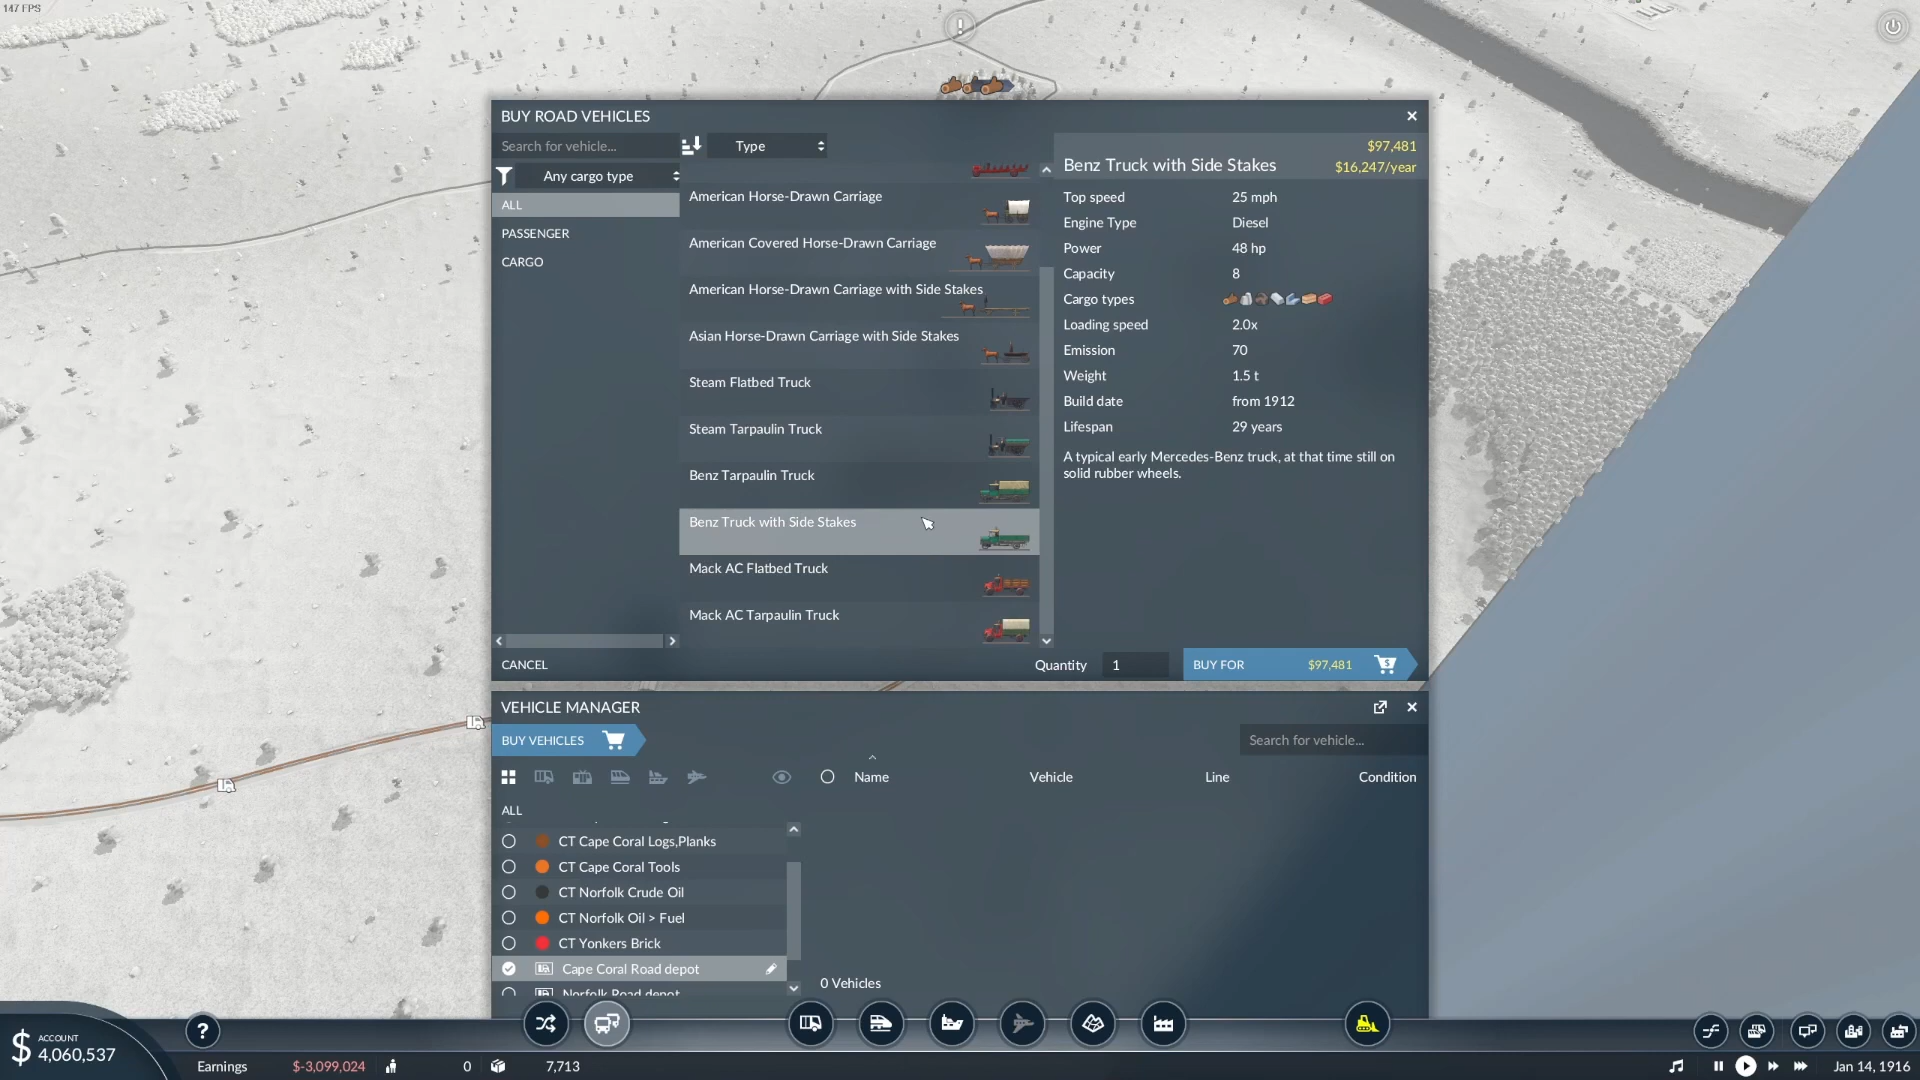 147 FPS
BUY ROAD VEHICLES
Search for vehicle...
Type
Any cargo type
ALL
PASSENGER
CARGO
American Horse-Drawn Carriage
American Covered Horse-Drawn Carriage
American Horse-Drawn Carriage with Side Stakes
Asian Horse-Drawn Carriage with Side Stakes
Steam Flatbed Truck
Steam Tarpaulin Truck
Benz Tarpaulin Truck
Benz Truck with Side Stakes
Mack AC Flatbed Truck
Mack AC Tarpaulin Truck
$97,481
Benz Truck with Side Stakes $16,247/year
Top speed 25 mph
Engine Type Diesel
Power 48 hp
Capacity 8
Cargo types
Loading speed 2.0x
Emission 70
Weight 1.5 t
Build date from 1912
Lifespan 29 years
A typical early Mercedes-Benz truck, at that time still on
solid rubber wheels.
CANCEL Quantity 1 BUY FOR $97,481
VEHICLE MANAGER
BUY VEHICLES Search for vehicle...
Name Vehicle Line Condition
ALL
CT Cape Coral Logs,Planks
CT Cape Coral Tools
CT Norfolk Crude Oil
CT Norfolk Oil > Fuel
CT Yonkers Brick
Cape Coral Road depot
Norfolk Road depot
0 Vehicles
$ ACCOUNT
4,060,537
?
Earnings $-3,099,024 0 7,713 Jan 14, 1916